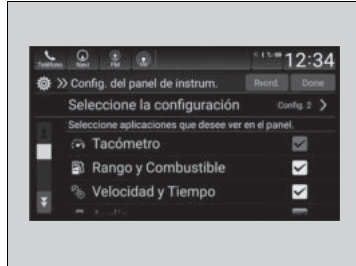 Teléfono Navi FM
12:34
Config. del panel de instrum. Reord. Done
Seleccione la configuración Config. 2
Seleccione aplicaciones que desee ver en el panel.
Tacómetro
Rango y Combustible
Velocidad y Tiempo